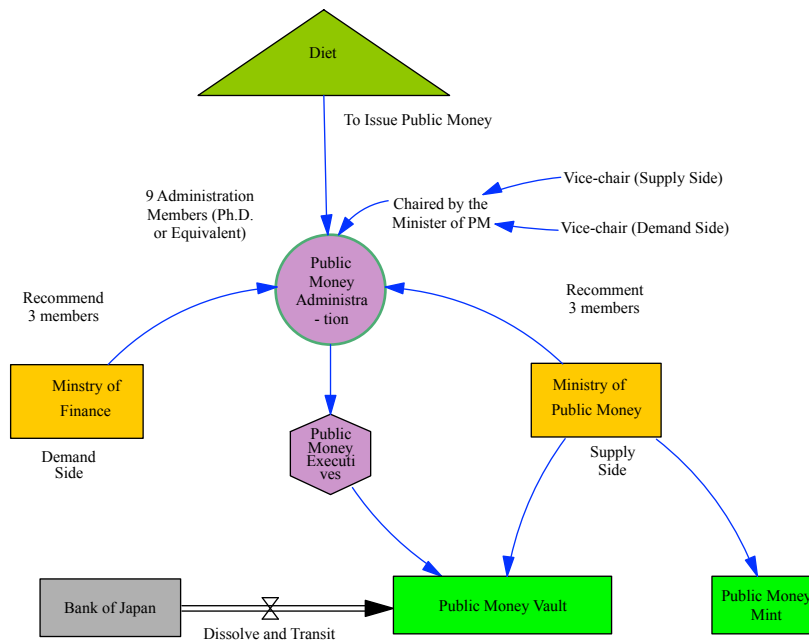 Diet
To Issue Public Money
9 Administration
Members (Ph.D.
or Equivalent)
Vice-chair (Supply Side)
Chaired by the
Minister of PM
Vice-chair (Demand Side)
Public
Money
Administra
- tion
Recommend
3 members
Recomment
3 members
Minstry of
Finance
Ministry of
Public Money
Demand
Side
Public
Money
Executi
ves
Supply
Side
Bank of Japan
Dissolve and Transit
Public Money Vault
Public Money
Mint